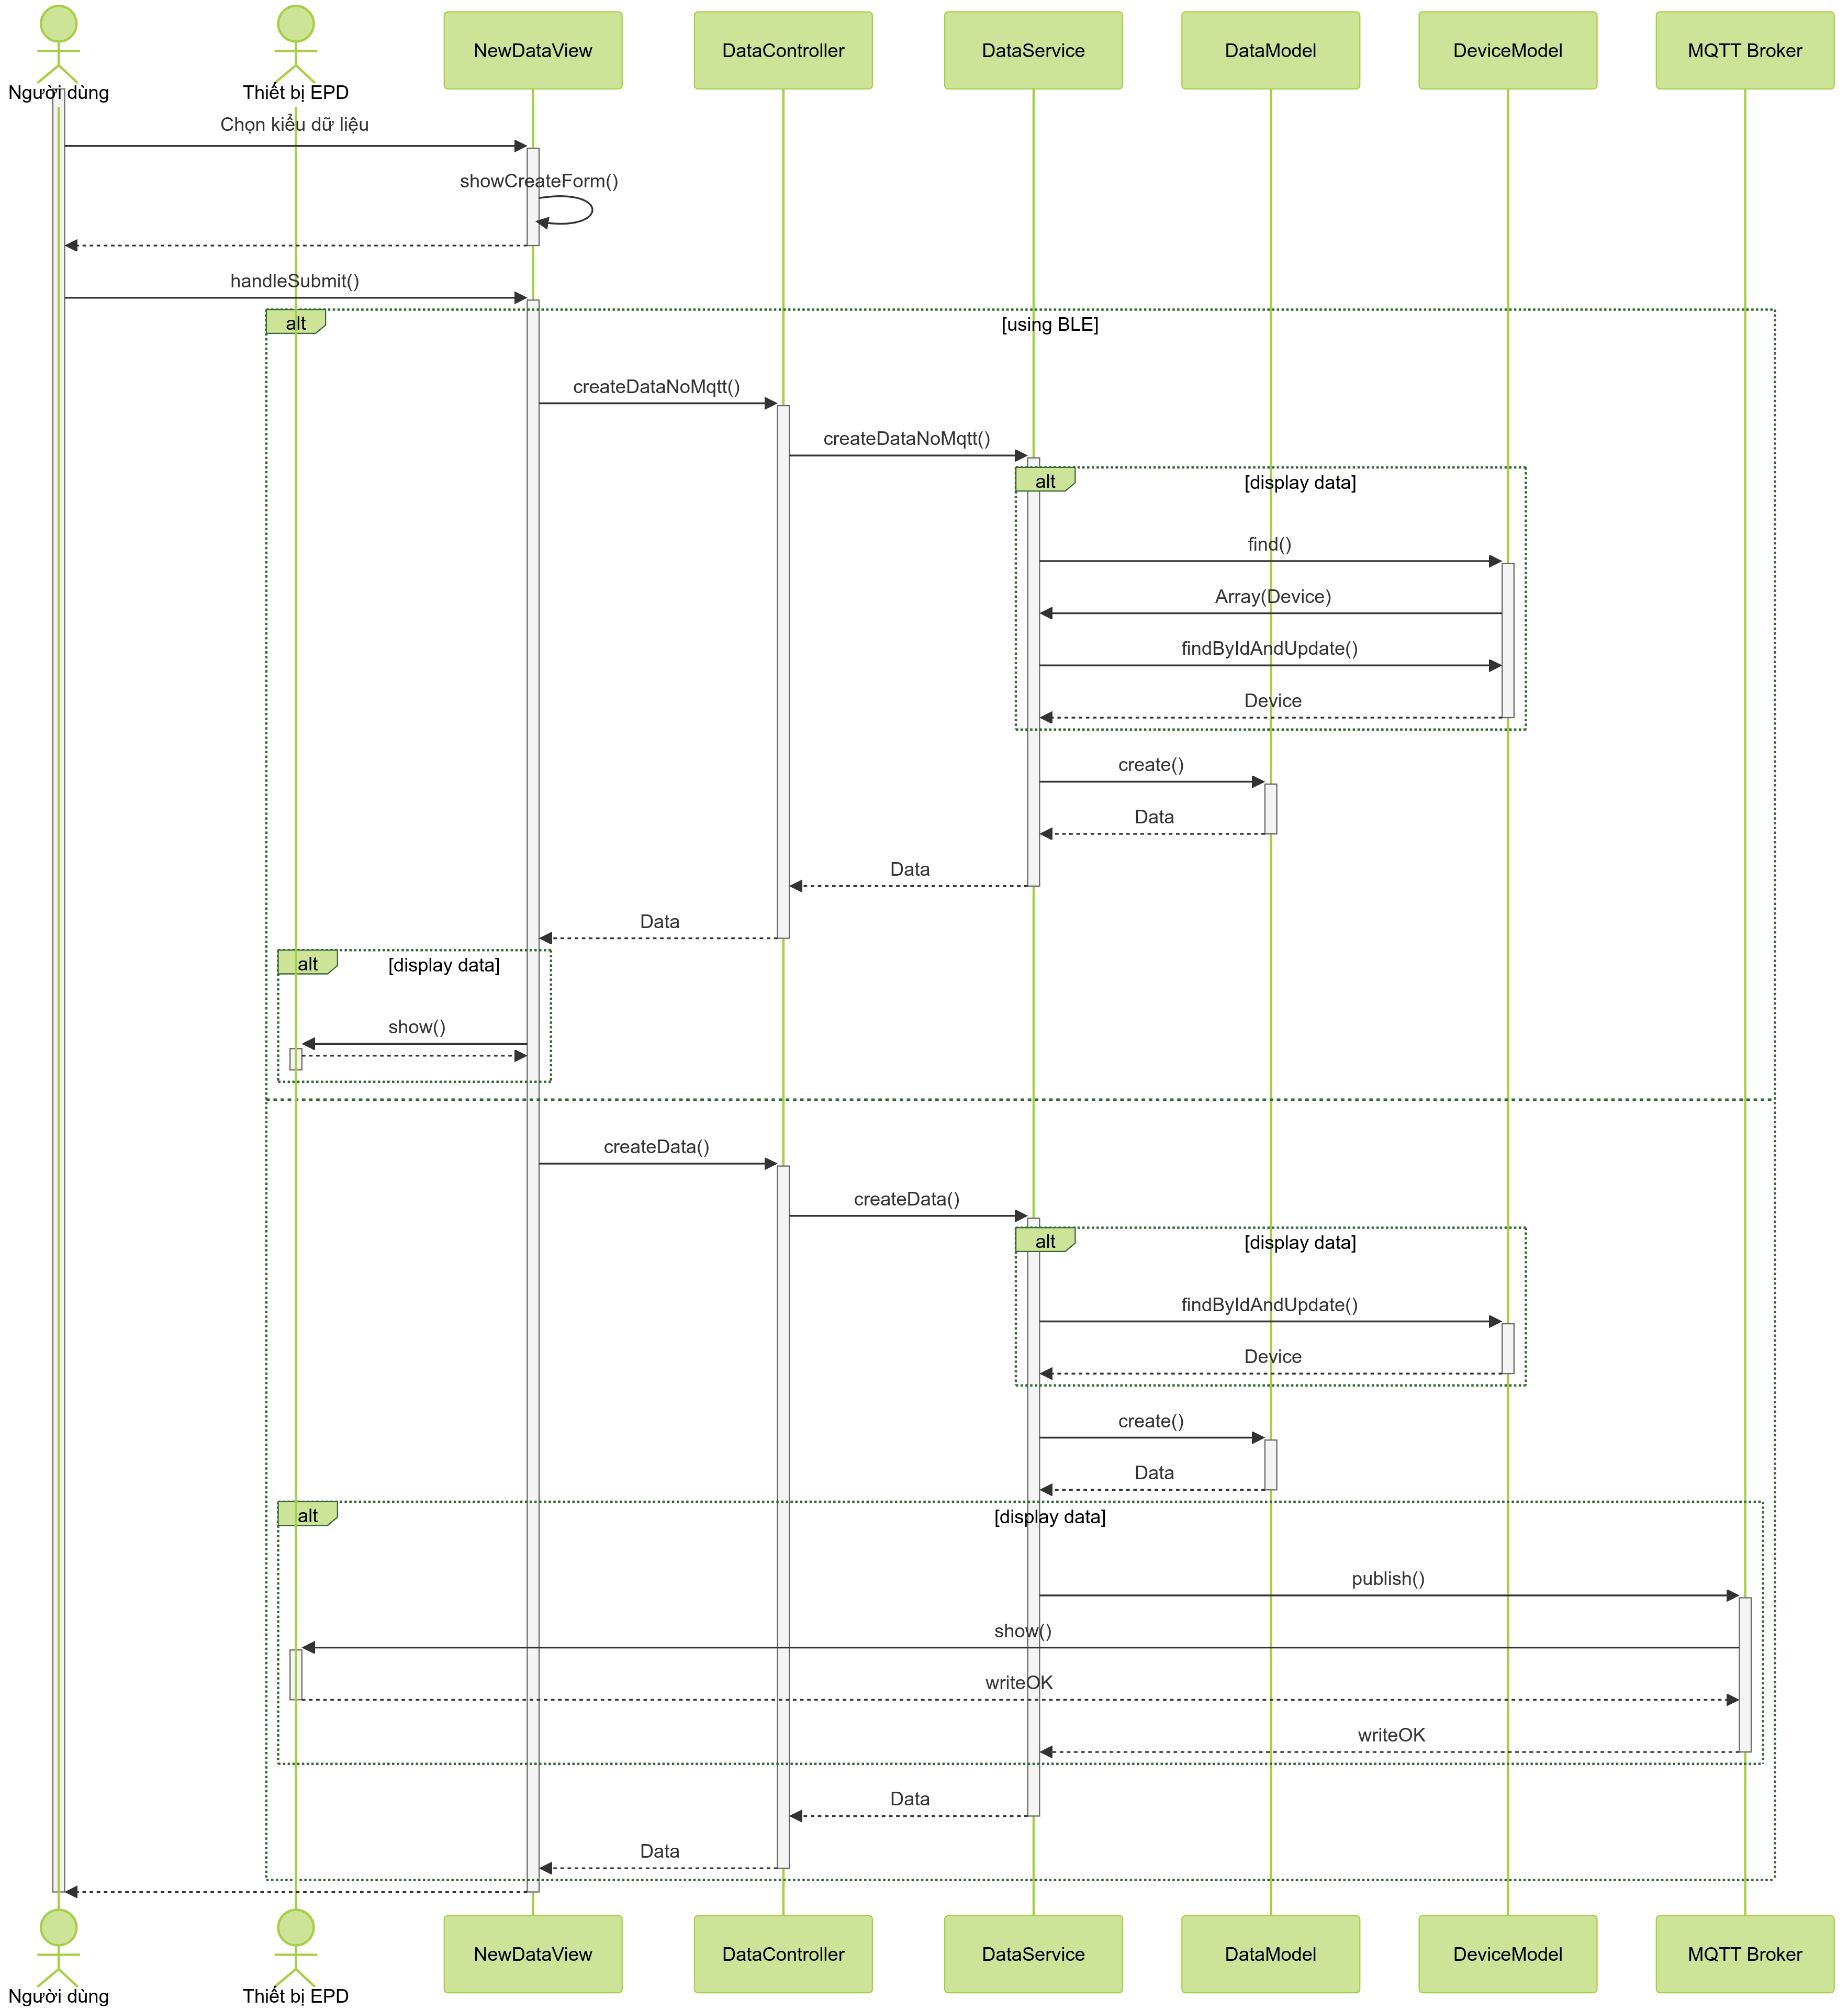 Người dùng
Thiết bị EPD
NewDataView
DataController
DataService
DataModel
DeviceModel
MQTT Broker
Chọn kiểu dữ liệu
showCreateForm()
handleSubmit()
alt
[using BLE]
createDataNoMqtt()
createDataNoMqtt()
alt
[display data]
find()
Array(Device)
findByIdAndUpdate()
Device
create()
Data
Data
Data
alt
[display data]
show()
createData()
createData()
alt
[display data]
findByIdAndUpdate()
Device
create()
Data
alt
[display data]
publish()
show()
writeOK
writeOK
Data
Data
NewDataView
DataController
DataService
DataModel
DeviceModel
MQTT Broker
Người dùng
Thiết bị EPD